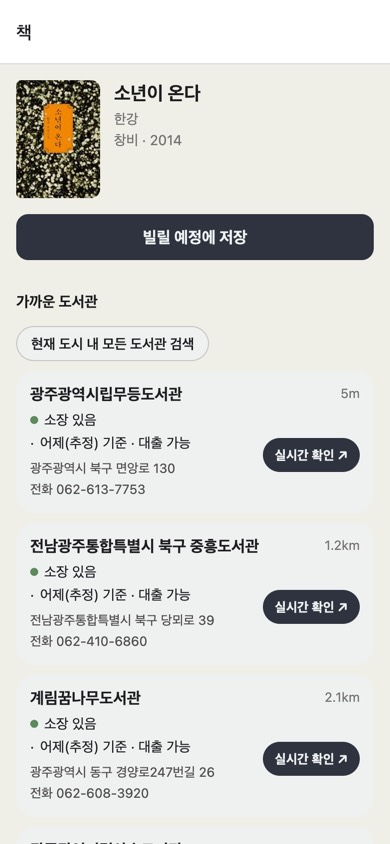 책
소년이 온다
한강
창비 · 2014
소년이 온다
빌릴 예정에 저장
가까운 도서관
현재 도시 내 모든 도서관 검색
광주광역시립무등도서관
5m
소장 있음
· 어제(추정) 기준 · 대출 가능
실시간 확인 ↗
광주광역시 북구 면앙로 130
전화 062-613-7753
전남광주통합특별시 북구 중흥도서관
1.2km
소장 있음
· 어제(추정) 기준 · 대출 가능
실시간 확인 ↗
전남광주통합특별시 북구 당뫼로 39
전화 062-410-6860
계림꿈나무도서관
2.1km
소장 있음
· 어제(추정) 기준 · 대출 가능
실시간 확인 ↗
광주광역시 동구 경양로247번길 26
전화 062-608-3920